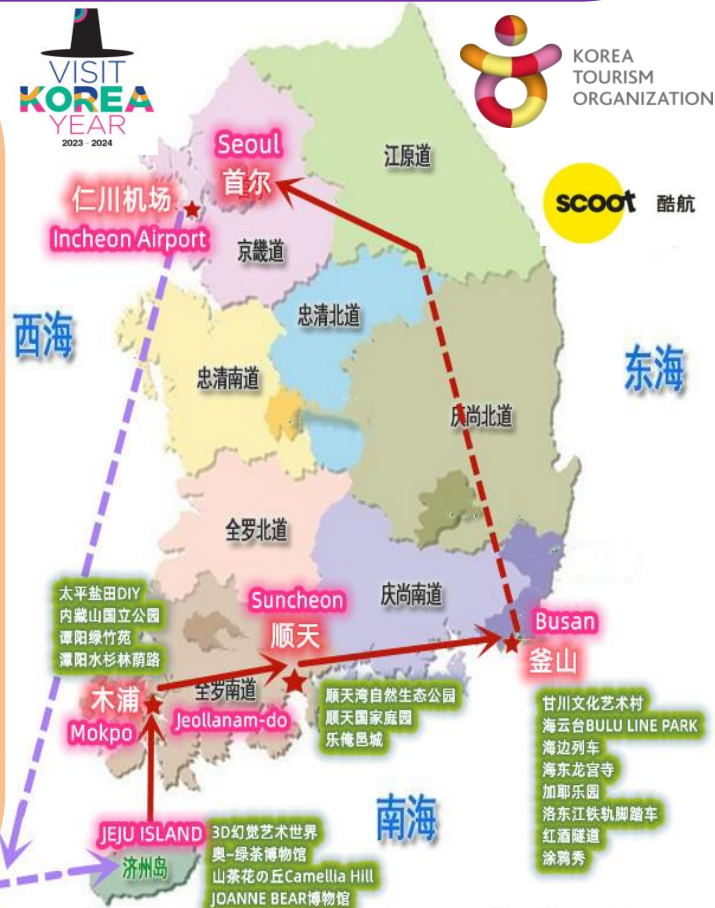 VISIT
KOREA
YEAR
2023 - 2024
KOREA
TOURISM
ORGANIZATION
scoot 酷航
Seoul
首尔
江原道
仁川机场
Incheon Airport
京畿道
西海
忠清北道
东海
忠清南道
庆尚北道
全罗北道
庆尚南道
太平盐田DIY
内藏山国立公园
谭阳绿竹苑
潭阳水杉林荫路
Suncheon
顺天
Busan
釜山
木浦
Mokpo
全罗南道
Jeollanam-do
顺天湾自然生态公园
顺天国家庭园
乐俺邑城
甘川文化艺术村
海云台BULU LINE PARK
海边列车
海东龙宫寺
加耶乐园
洛东江铁轨脚踏车
红酒隧道
涂鸦秀
南海
JEJU ISLAND
济州岛
3D幻觉艺术世界
奥~绿茶博物馆
山茶花の丘Camellia Hill
JOANNE BEAR博物馆